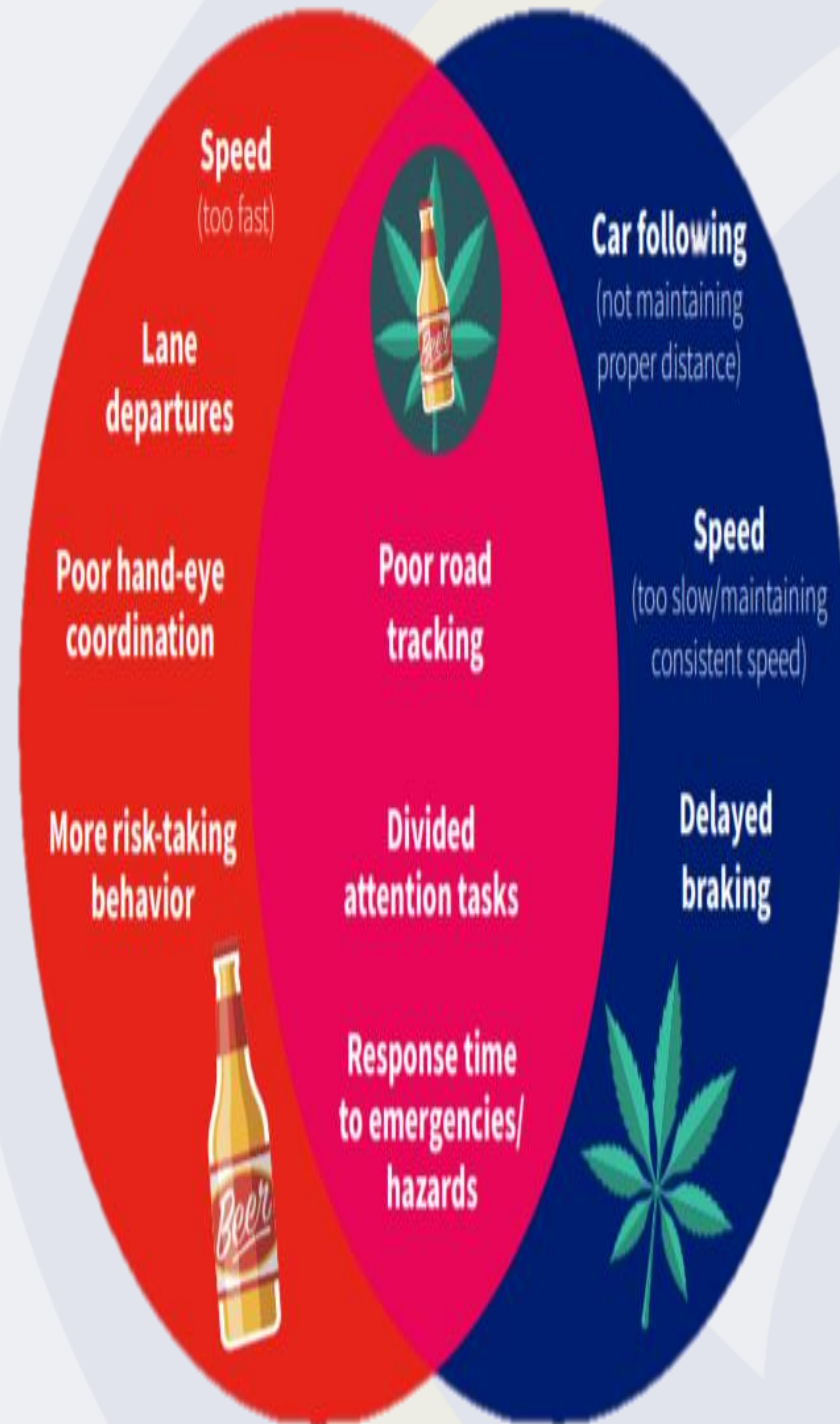 Speed
(too fast)
Lane
departures
Poor hand-eye
coordination
More risk-taking
behavior
Beer
Beer
Poor road
tracking
Divided
attention tasks
Response time
to emergencies/
hazards
Car following
(not maintaining
proper distance)
Speed
(too slow/maintaining
consistent speed)
Delayed
braking